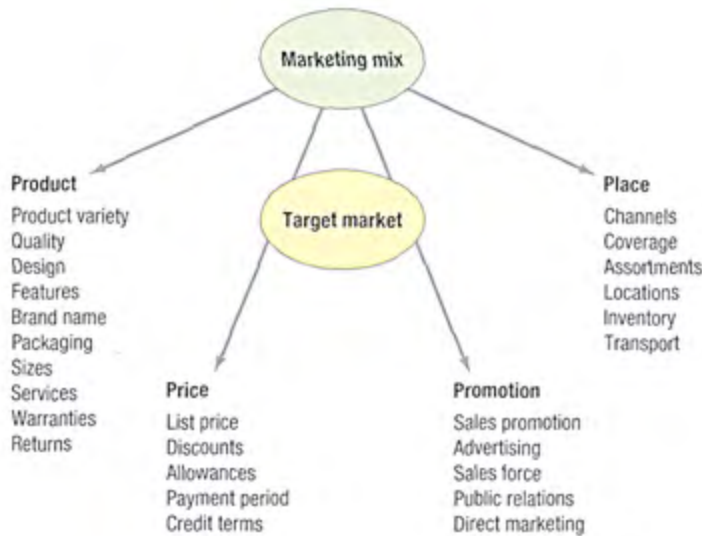 Marketing mix
Target market
Product
Product variety
Quality
Design
Features
Brand name
Packaging
Sizes
Services
Warranties
Returns
Price
List price
Discounts
Allowances
Payment period
Credit terms
Promotion
Sales promotion
Advertising
Sales force
Public relations
Direct marketing
Place
Channels
Coverage
Assortments
Locations
Inventory
Transport